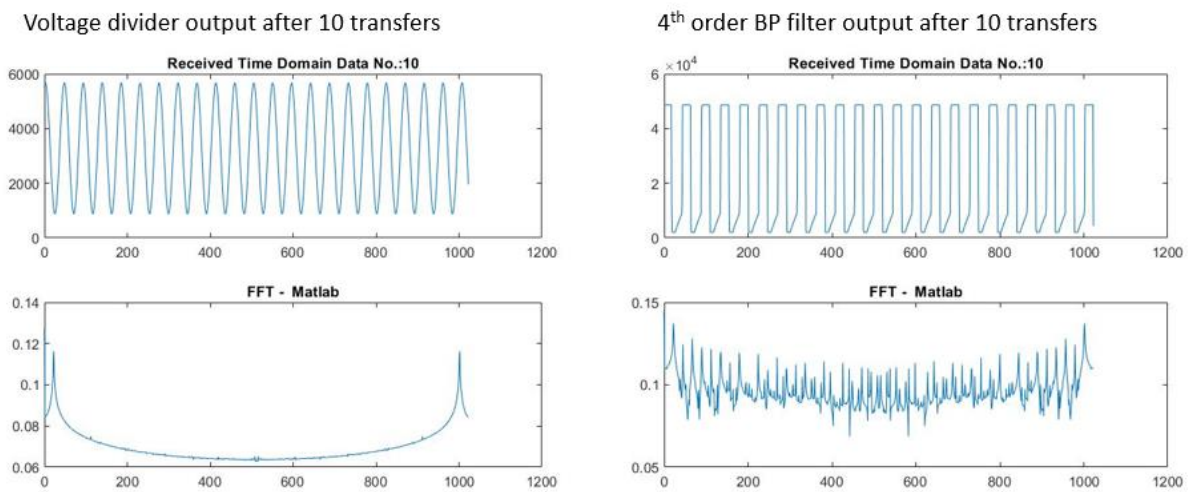 Voltage divider output after 10 transfers
4th order BP filter output after 10 transfers
Received Time Domain Data No.:10
6000
4000
2000
0
0 200 400 600 800 1000 1200
Received Time Domain Data No.:10
×10^4
6
4
2
0
0 200 400 600 800 1000 1200
FFT - Matlab
0.14
0.12
0.1
0.08
0.06
0 200 400 600 800 1000 1200
FFT - Matlab
0.15
0.1
0.05
0 200 400 600 800 1000 1200